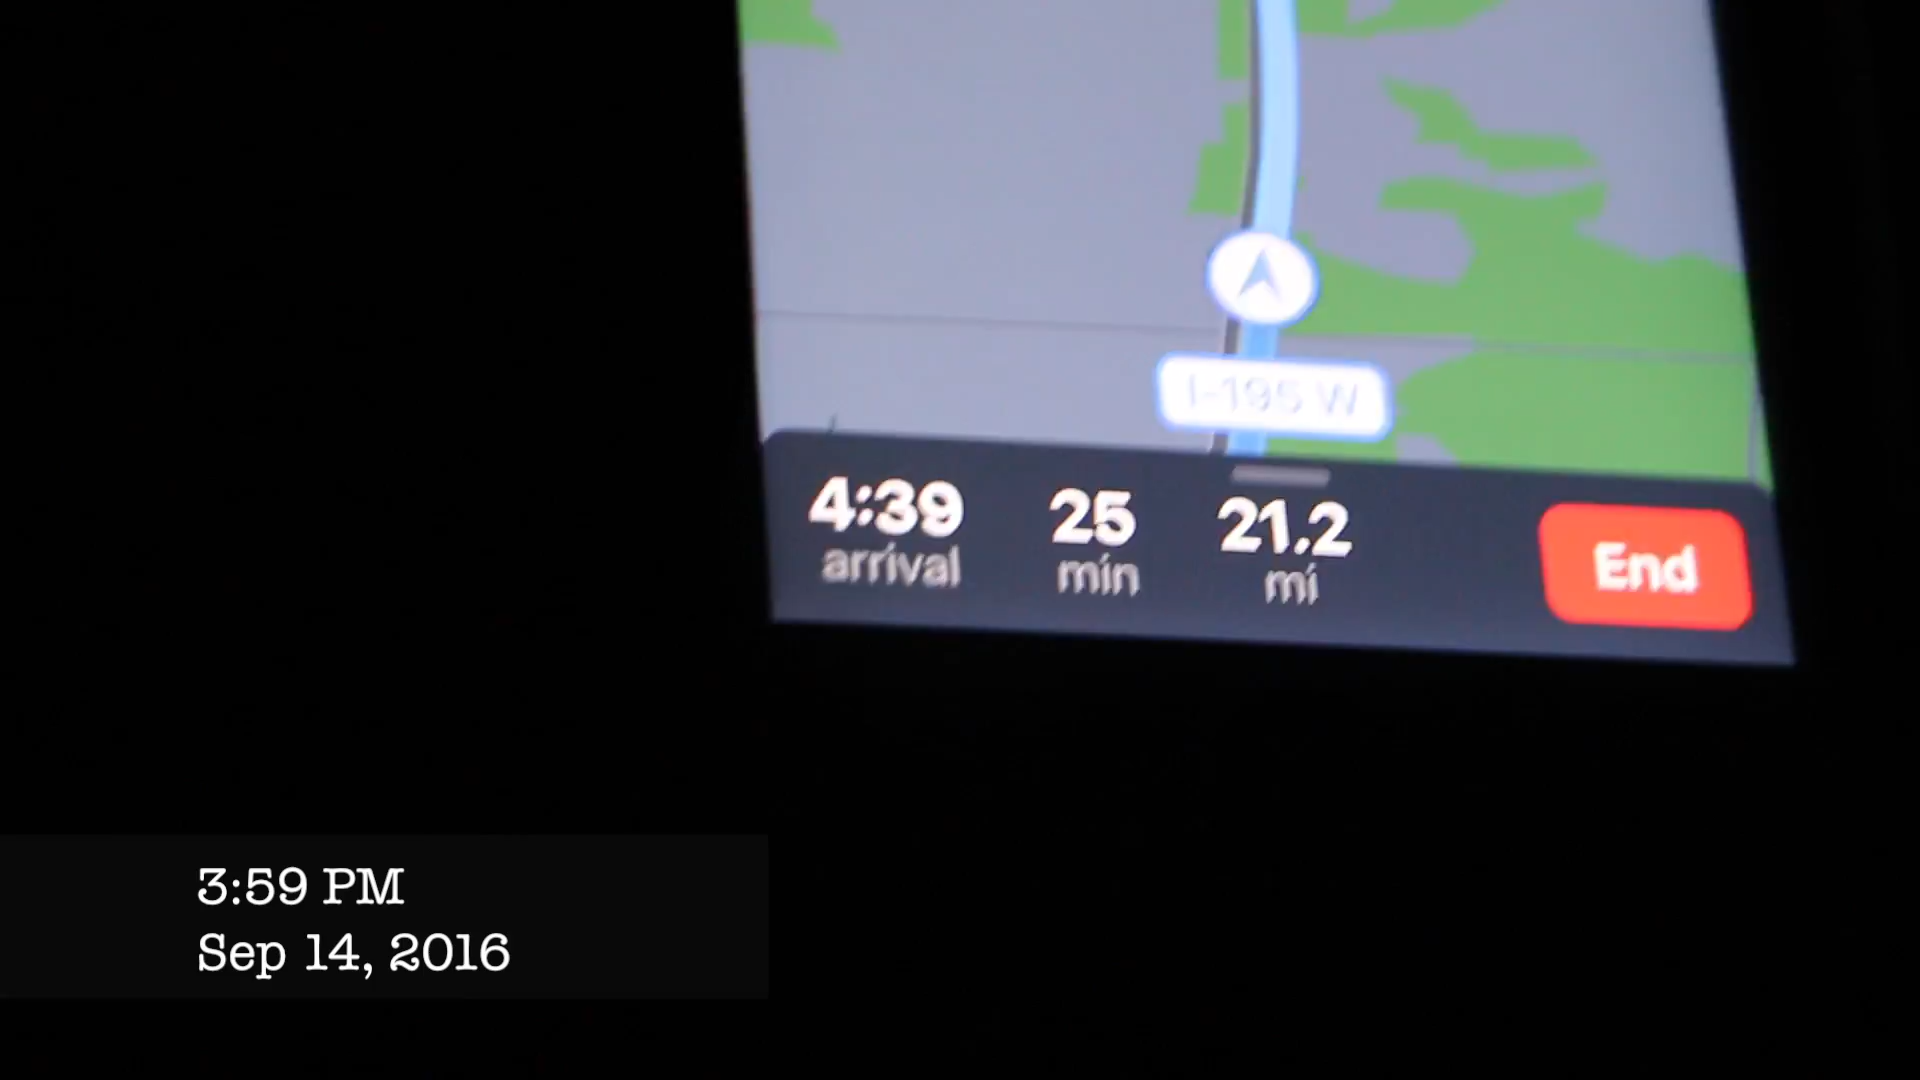 I-195 W
4:39 25 21.2
arrival min mi
End
3:59 PM
Sep 14, 2016